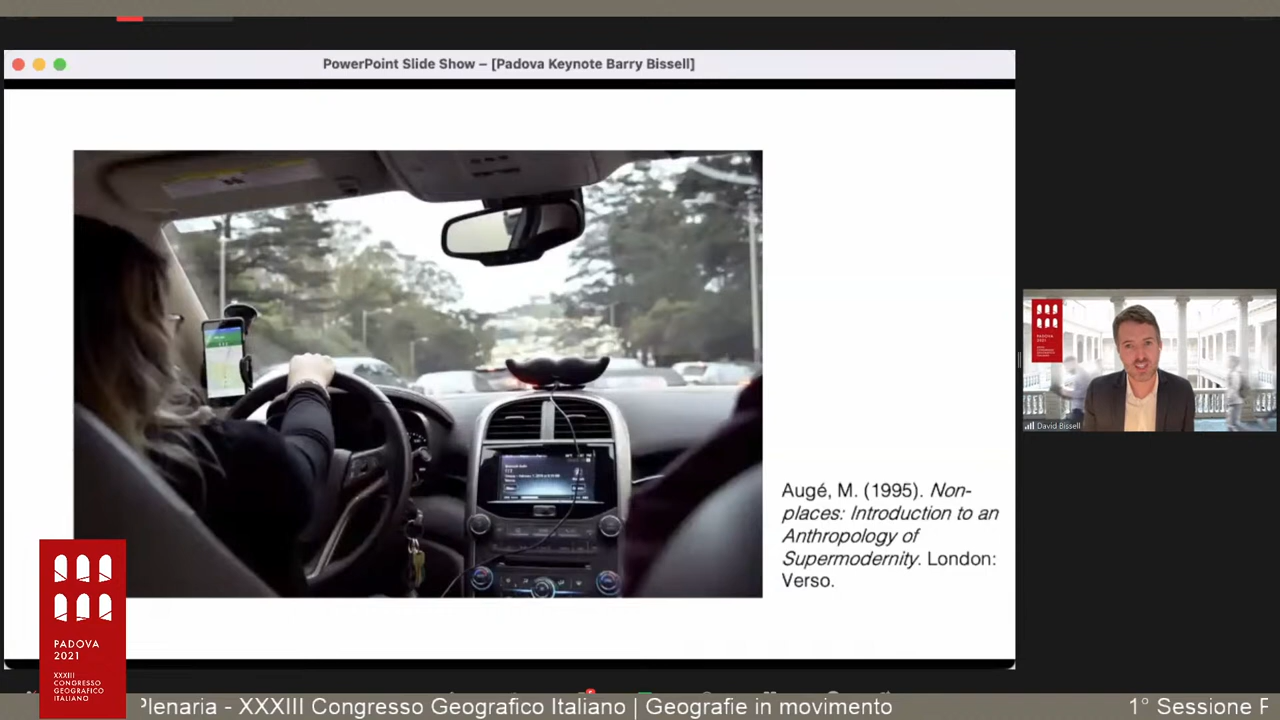 PowerPoint Slide Show – [Padova Keynote Barry Bissell]
Augé, M. (1995). Non-
places: Introduction to an
Anthropology of
Supermodernity. London:
Verso.
David Bissell
PADOVA
2021
XXXIII
CONGRESSO
GEOGRAFICO
ITALIANO
Plenaria - XXXIII Congresso Geografico Italiano | Geografie in movimento
1° Sessione P